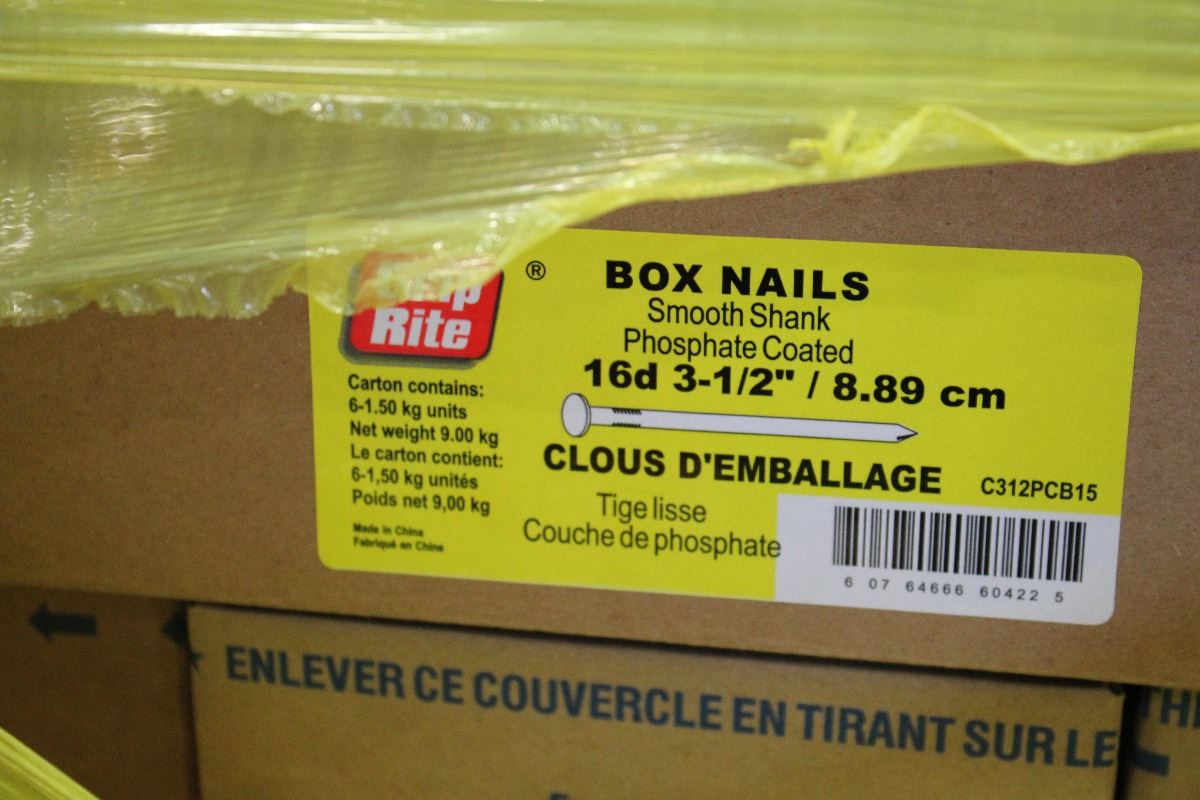 Grip
Rite
®
BOX NAILS
Smooth Shank
Phosphate Coated
16d 3-1/2" / 8.89 cm
Carton contains:
6-1.50 kg units
Net weight 9.00 kg
Le carton contient:
6-1,50 kg unités
Poids net 9,00 kg
Made in China
Fabriqué en China
CLOUS D'EMBALLAGE
C312PCB15
Tige lisse
Couche de phosphate
6 07 64666 60422 5
ENLEVER CE COUVERCLE EN TIRANT SUR LE